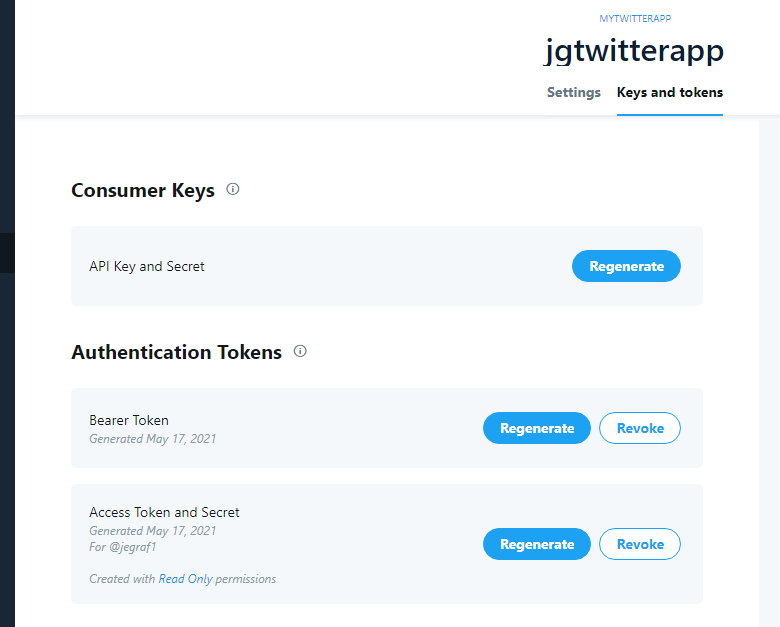 MYTWITTERAPP
jgtwitterapp
Settings Keys and tokens
Consumer Keys
API Key and Secret Regenerate
Authentication Tokens
Bearer Token
Generated May 17, 2021
Regenerate Revoke
Access Token and Secret
Generated May 17, 2021
For @jegraf1
Regenerate Revoke
Created with Read Only permissions